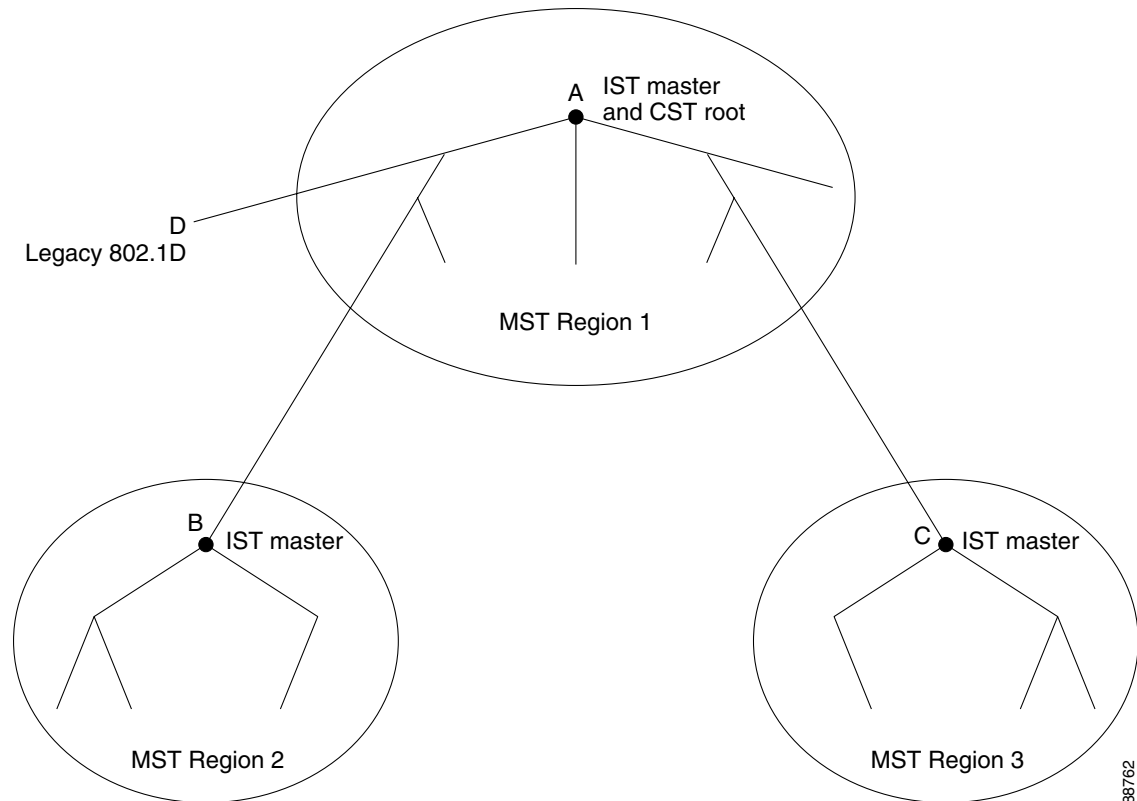 A
IST master
and CST root
D
Legacy 802.1D
MST Region 1
B
IST master
C
IST master
MST Region 2
MST Region 3
88762